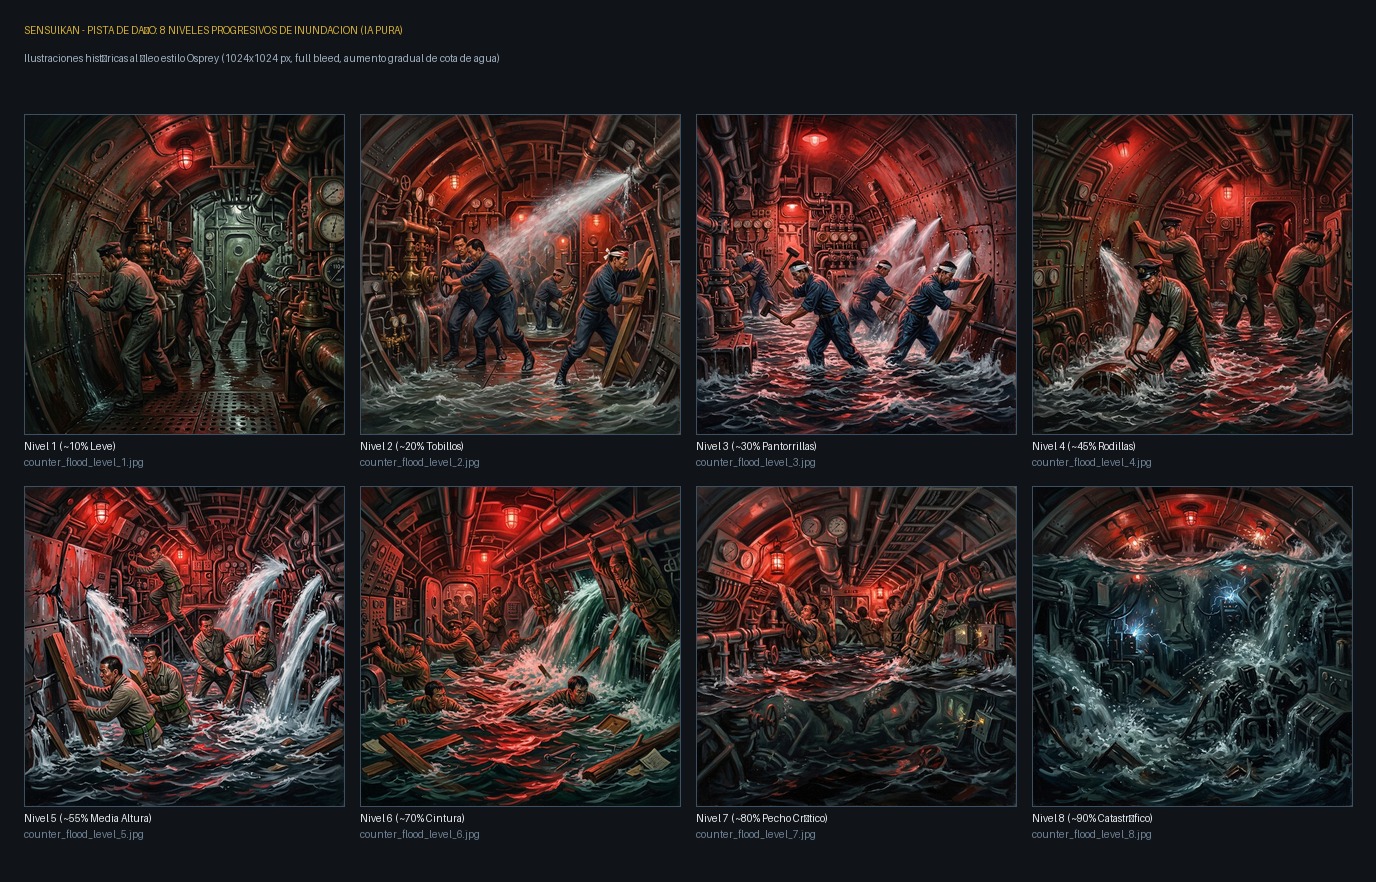 SENSUIKAN - PISTA DE DA□O: 8 NIVELES PROGRESIVOS DE INUNDACION (IA PURA)
Ilustraciones hist□ricas al □leo estilo Osprey (1024x1024 px, full bleed, aumento gradual de cota de agua)
Nivel 1 (~10% Leve)
counter_flood_level_1.jpg
Nivel 2 (~20% Tobillos)
counter_flood_level_2.jpg
Nivel 3 (~30% Pantorrillas)
counter_flood_level_3.jpg
Nivel 4 (~45% Rodillas)
counter_flood_level_4.jpg
Nivel 5 (~55% Media Altura)
counter_flood_level_5.jpg
Nivel 6 (~70% Cintura)
counter_flood_level_6.jpg
Nivel 7 (~80% Pecho Cr□tico)
counter_flood_level_7.jpg
Nivel 8 (~90% Catastr□fico)
counter_flood_level_8.jpg